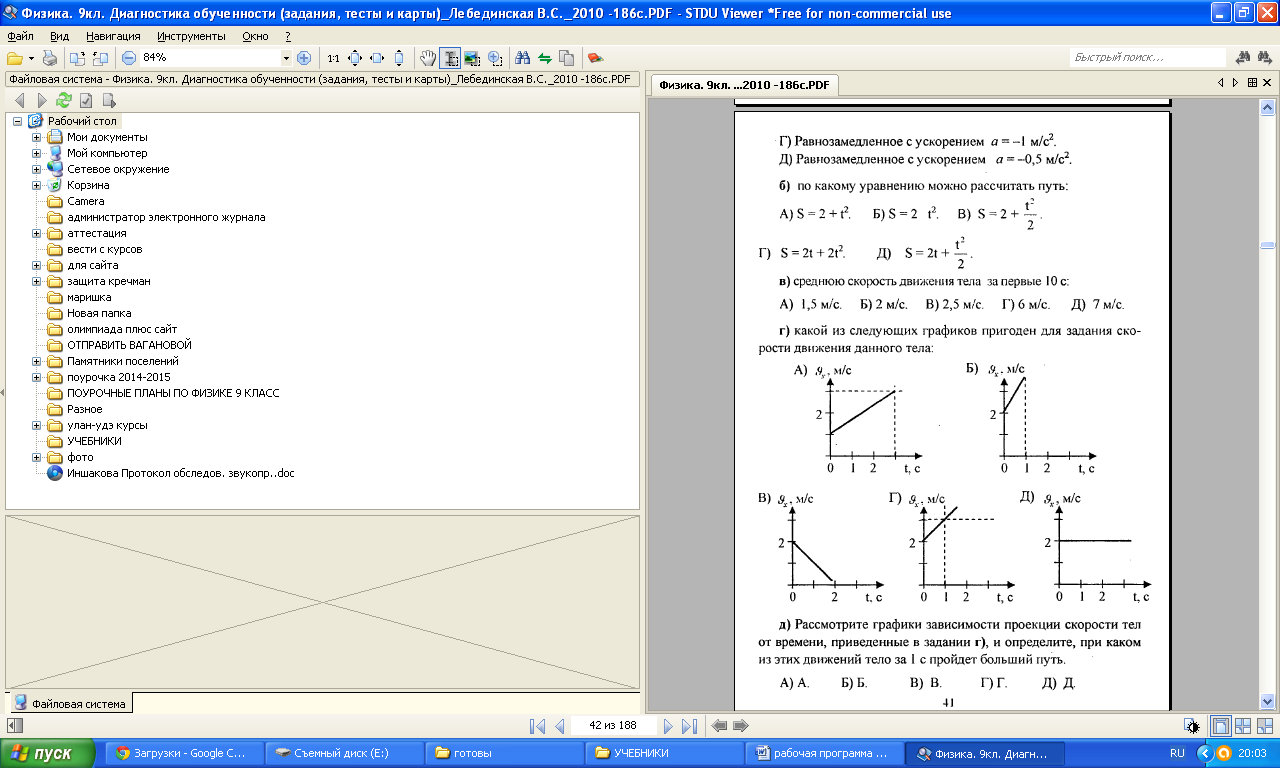 Физика. 9кл. Диагностика обученности (задания, тесты и карты)_Лебединская В.С._2010 -186с.PDF - STDU Viewer *Free for non-commercial use
Файл Вид Навигация Инструменты Окно ?
84% 1:1 Быстрый поиск...
Файловая система - Физика. 9кл. Диагностика обученности (задания, тесты и карты)_Лебединская В.С._2010 -186с.PDF
Рабочий стол
Мои документы
Мой компьютер
Сетевое окружение
Корзина
Camera
администратор электронного журнала
аттестация
вести с курсов
для сайта
защита кречман
маришка
Новая папка
олимпиада плюс сайт
ОТПРАВИТЬ ВАГАНОВОЙ
Памятники поселений
поурочка 2014-2015
ПОУРОЧНЫЕ ПЛАНЫ ПО ФИЗИКЕ 9 КЛАСС
Разное
улан-удэ курсы
УЧЕБНИКИ
фото
Иншакова Протокол обследов. звукопр..doc
Файловая система
Физика. 9кл. ...2010 -186с.PDF
Г) Равнозамедленное с ускорением a = –1 м/с².
Д) Равнозамедленное с ускорением a = –0,5 м/с².
б) по какому уравнению можно рассчитать путь:
А) S = 2 + t². Б) S = 2 t². В) S = 2 + t²/2.
Г) S = 2t + 2t². Д) S = 2t + t²/2.
в) среднюю скорость движения тела за первые 10 с:
А) 1,5 м/с. Б) 2 м/с. В) 2,5 м/с. Г) 6 м/с. Д) 7 м/с.
г) какой из следующих графиков пригоден для задания ско-
рости движения данного тела:
А) ϑₓ, м/с Б) ϑₓ, м/с
2 2
0 1 2 t, с 0 1 2 t, с
В) ϑₓ, м/с Г) ϑₓ, м/с Д) ϑₓ, м/с
2 2 2
0 2 t, с 0 1 2 t, с 0 1 2 t, с
д) Рассмотрите графики зависимости проекции скорости тел
от времени, приведенные в задании г), и определите, при каком
из этих движений тело за 1 с пройдет больший путь.
А) А. Б) Б. В) В. Г) Г. Д) Д.
41
42 из 188
пуск Загрузки - Google C... Съемный диск (E:) готовы УЧЕБНИКИ рабочая программа ... Физика. 9кл. Диагн... RU 20:03